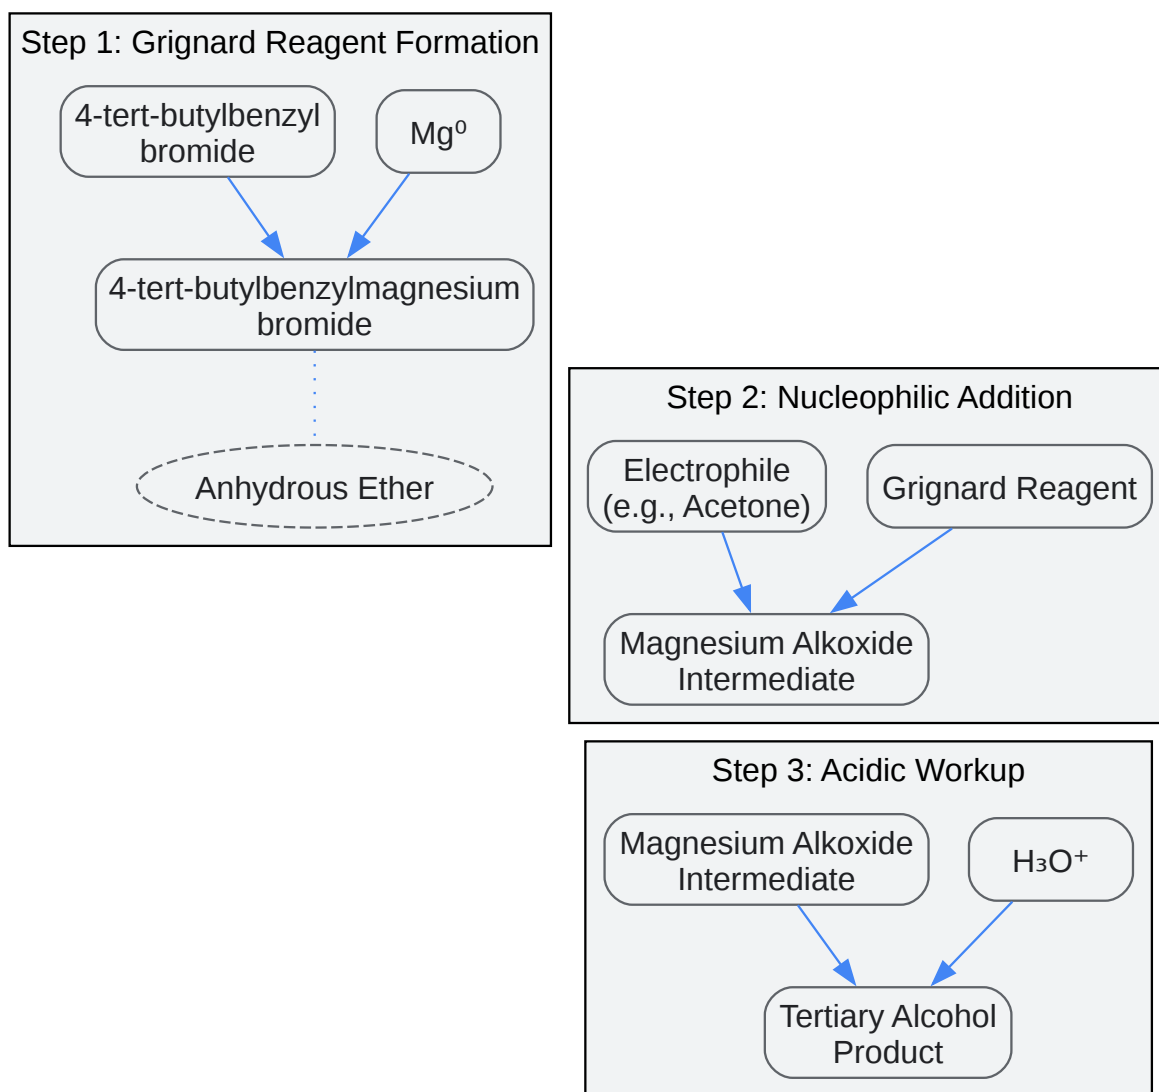 Step 1: Grignard Reagent Formation
4-tert-butylbenzyl
bromide
Mg⁰
4-tert-butylbenzylmagnesium
bromide
Anhydrous Ether
Step 2: Nucleophilic Addition
Electrophile
(e.g., Acetone)
Grignard Reagent
Magnesium Alkoxide
Intermediate
Step 3: Acidic Workup
Magnesium Alkoxide
Intermediate
H₃O⁺
Tertiary Alcohol
Product